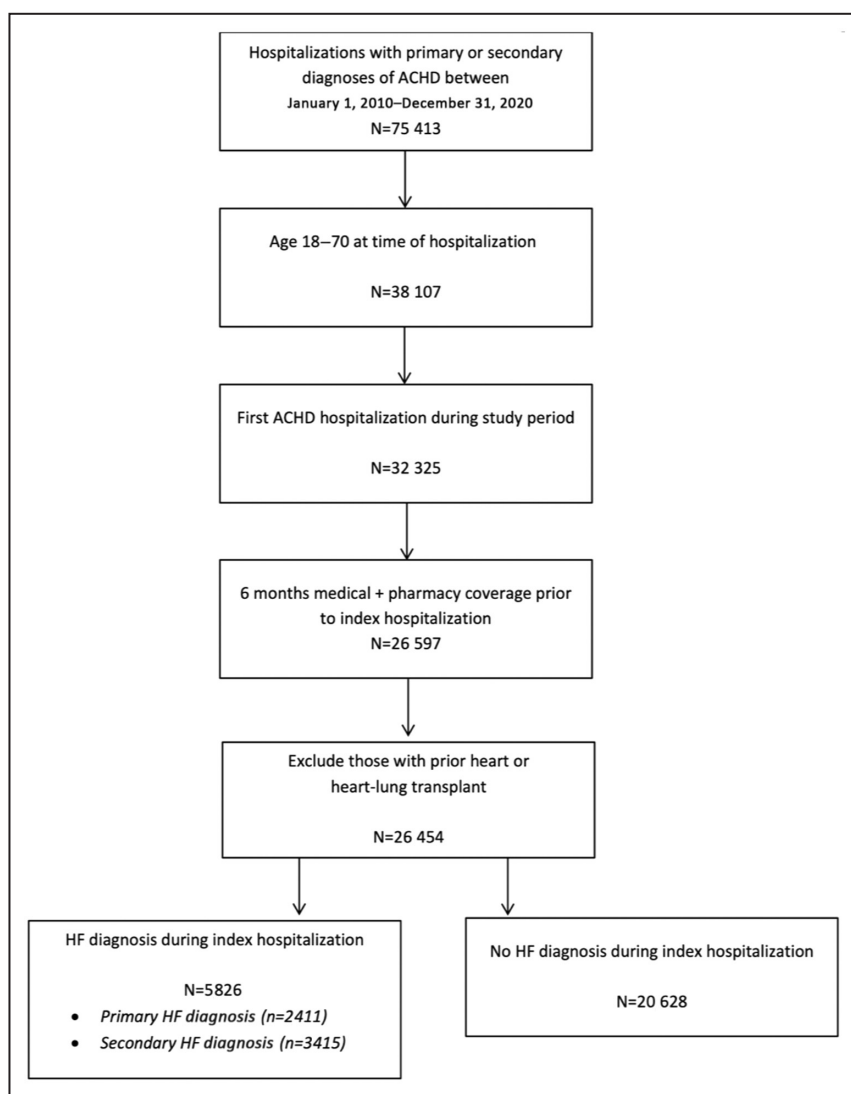 Hospitalizations with primary or secondary
diagnoses of ACHD between
January 1, 2010–December 31, 2020
N=75 413
Age 18–70 at time of hospitalization
N=38 107
First ACHD hospitalization during study period
N=32 325
6 months medical + pharmacy coverage prior
to index hospitalization
N=26 597
Exclude those with prior heart or
heart-lung transplant
N=26 454
HF diagnosis during index hospitalization
N=5826
• Primary HF diagnosis (n=2411)
• Secondary HF diagnosis (n=3415)
No HF diagnosis during index hospitalization
N=20 628